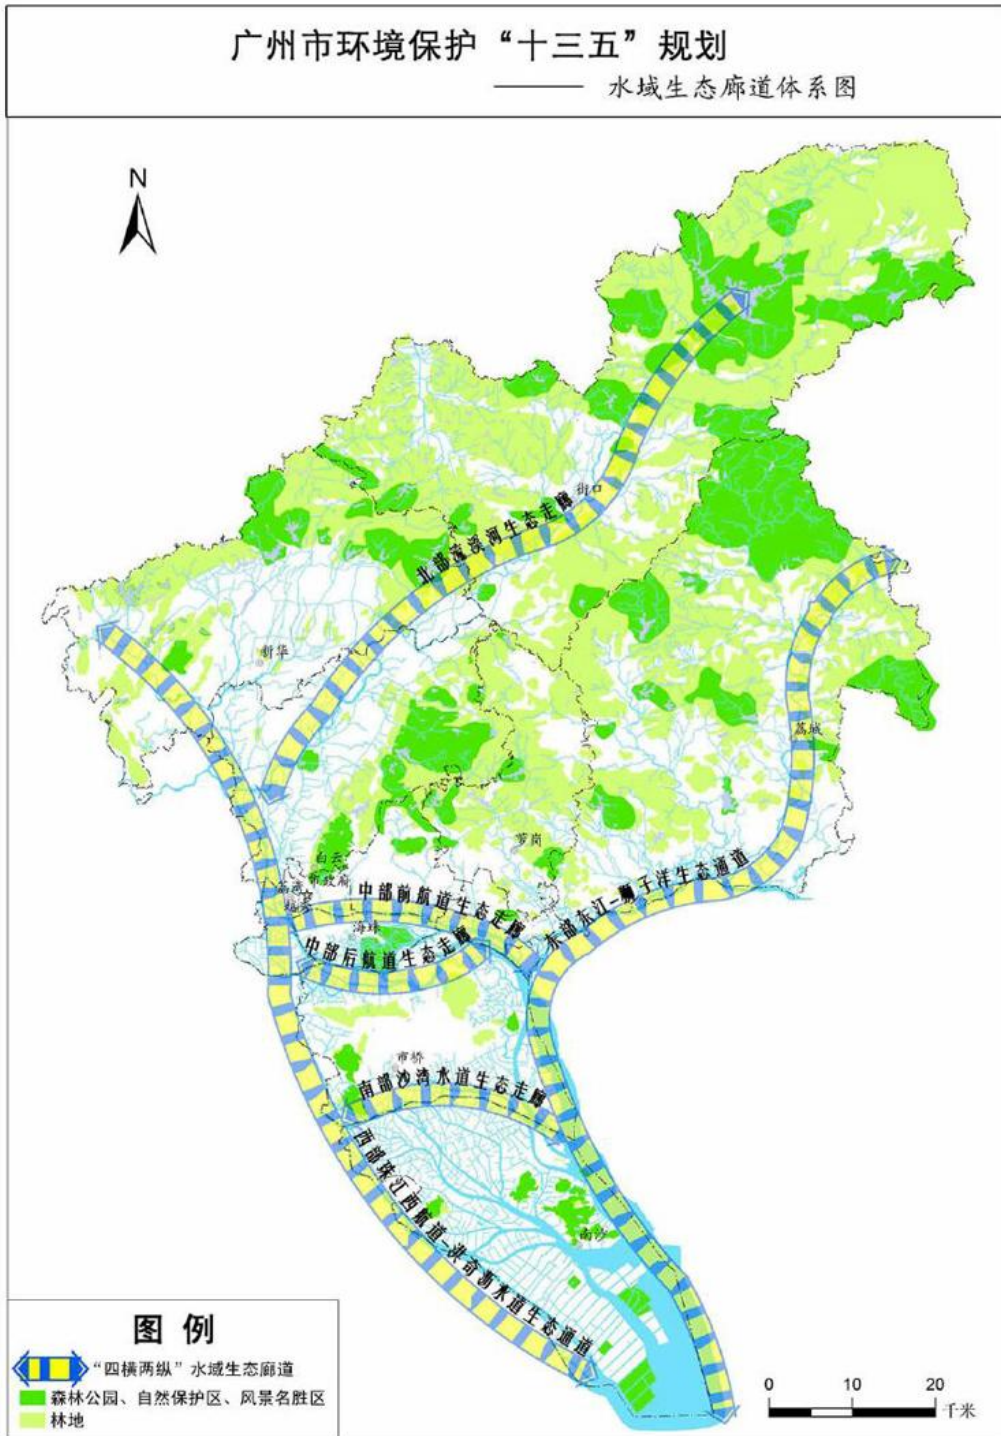 广州市环境保护“十三五”规划
——— 水域生态廊道体系图
N
街口
北部流溪河生态走廊
新华
荔城
萝岗
白云
市政府
荔湾
越秀
中部前航道生态走廊
东部东江-狮子洋生态通道
海珠
中部后航道生态走廊
市桥
南部沙湾水道生态走廊
西部珠江西航道-洪奇沥水道生态通道
南沙
图例
“四横两纵”水域生态廊道
森林公园、自然保护区、风景名胜区
林地
0 10 20
千米